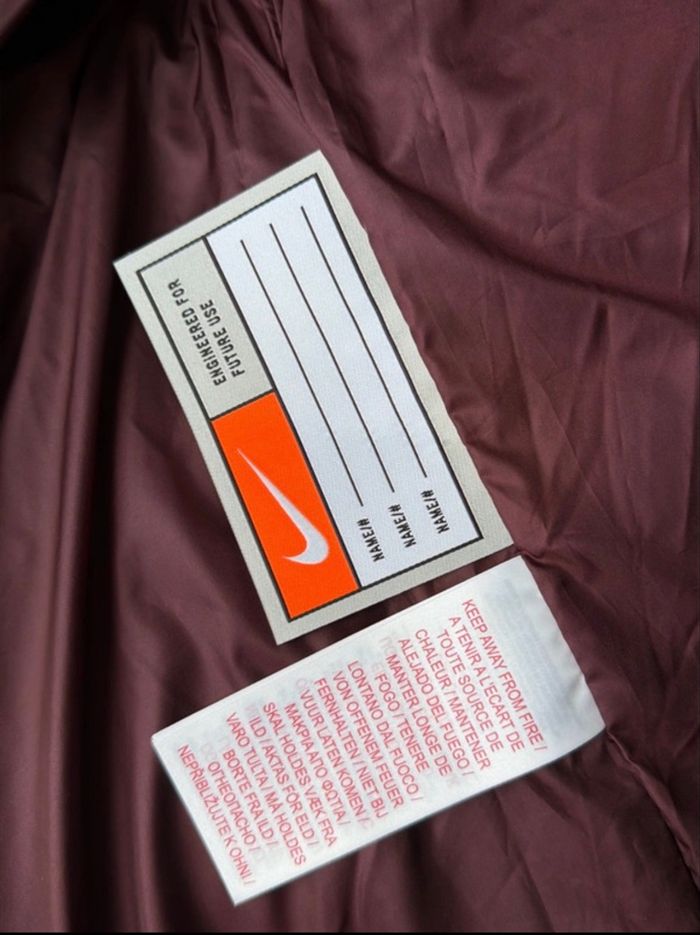 ENGINEERED FOR
FUTURE USE
NAME/#
NAME/#
NAME/#
KEEP AWAY FROM FIRE /
A TENIR A L'ECART DE
TOUTE SOURCE DE
CHALEUR / MANTENER
ALEJADO DEL FUEGO /
MANTER LONGE DE
FOGO / TENERE
LONTANO DAL FUOCO /
VON OFFENEM FEUER
FERNHALTEN / NIET BIJ
VUUR LATEN KOMEN /
ΜΑΚΡΙΑ ΑΠΟ ΦΩΤΙΑ /
SKAL HOLDES VÆK FRA
ILD / AKTAS FÖR ELD /
VARO TULTA / MÅ HOLDES
BORTE FRA ILD /
ОГНЕОПАСНО /
NEPŘIBLIŽUJTE K OHNI /